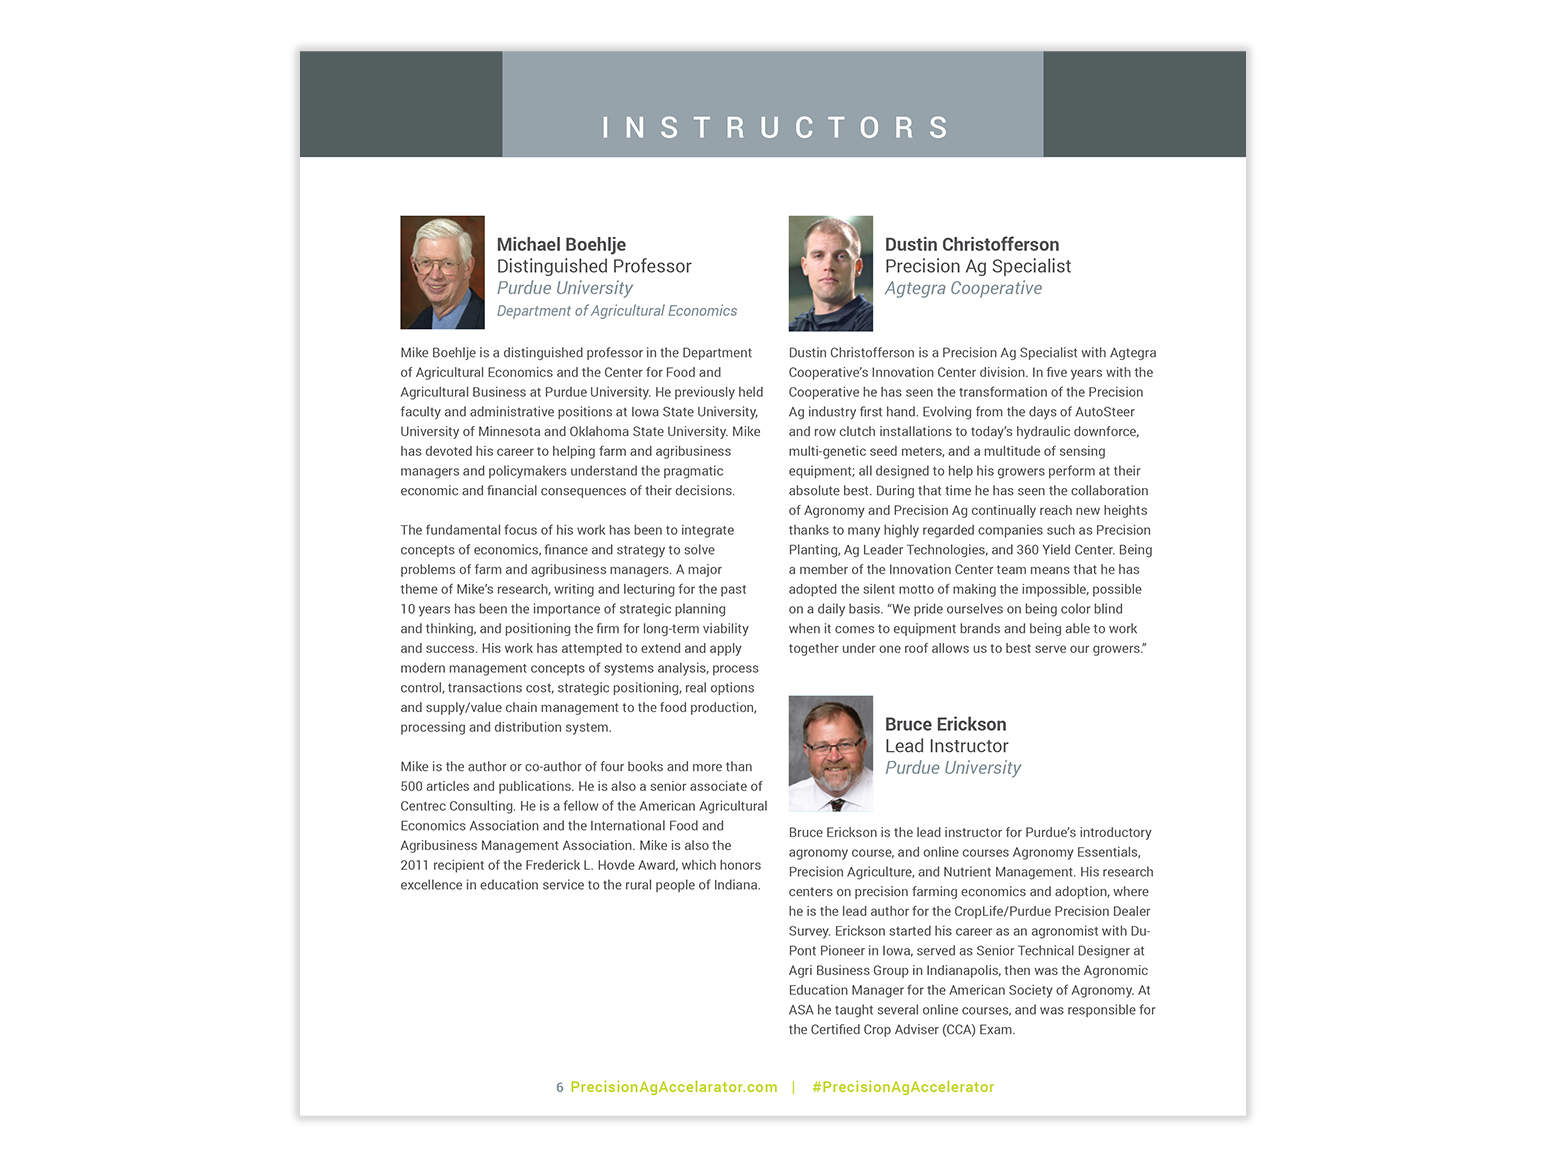 INSTRUCTORS
Michael Boehlje
Distinguished Professor
Purdue University
Department of Agricultural Economics
Mike Boehlje is a distinguished professor in the Department
of Agricultural Economics and the Center for Food and
Agricultural Business at Purdue University. He previously held
faculty and administrative positions at Iowa State University,
University of Minnesota and Oklahoma State University. Mike
has devoted his career to helping farm and agribusiness
managers and policymakers understand the pragmatic
economic and financial consequences of their decisions.
The fundamental focus of his work has been to integrate
concepts of economics, finance and strategy to solve
problems of farm and agribusiness managers. A major
theme of Mike's research, writing and lecturing for the past
10 years has been the importance of strategic planning
and thinking, and positioning the firm for long-term viability
and success. His work has attempted to extend and apply
modern management concepts of systems analysis, process
control, transactions cost, strategic positioning, real options
and supply/value chain management to the food production,
processing and distribution system.
Mike is the author or co-author of four books and more than
500 articles and publications. He is also a senior associate of
Centrec Consulting. He is a fellow of the American Agricultural
Economics Association and the International Food and
Agribusiness Management Association. Mike is also the
2011 recipient of the Frederick L. Hovde Award, which honors
excellence in education service to the rural people of Indiana.
Dustin Christofferson
Precision Ag Specialist
Agtegra Cooperative
Dustin Christofferson is a Precision Ag Specialist with Agtegra
Cooperative's Innovation Center division. In five years with the
Cooperative he has seen the transformation of the Precision
Ag industry first hand. Evolving from the days of AutoSteer
and row clutch installations to today's hydraulic downforce,
multi-genetic seed meters, and a multitude of sensing
equipment; all designed to help his growers perform at their
absolute best. During that time he has seen the collaboration
of Agronomy and Precision Ag continually reach new heights
thanks to many highly regarded companies such as Precision
Planting, Ag Leader Technologies, and 360 Yield Center. Being
a member of the Innovation Center team means that he has
adopted the silent motto of making the impossible, possible
on a daily basis. “We pride ourselves on being color blind
when it comes to equipment brands and being able to work
together under one roof allows us to best serve our growers.”
Bruce Erickson
Lead Instructor
Purdue University
Bruce Erickson is the lead instructor for Purdue's introductory
agronomy course, and online courses Agronomy Essentials,
Precision Agriculture, and Nutrient Management. His research
centers on precision farming economics and adoption, where
he is the lead author for the CropLife/Purdue Precision Dealer
Survey. Erickson started his career as an agronomist with Du-
Pont Pioneer in Iowa, served as Senior Technical Designer at
Agri Business Group in Indianapolis, then was the Agronomic
Education Manager for the American Society of Agronomy. At
ASA he taught several online courses, and was responsible for
the Certified Crop Adviser (CCA) Exam.
6 PrecisionAgAccelarator.com | #PrecisionAgAccelerator